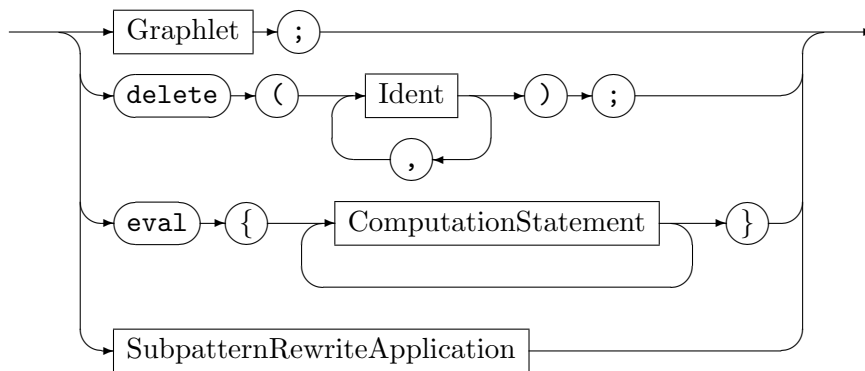 Graphlet ;
delete ( Ident ) ;
,
eval { ComputationStatement }
SubpatternRewriteApplication